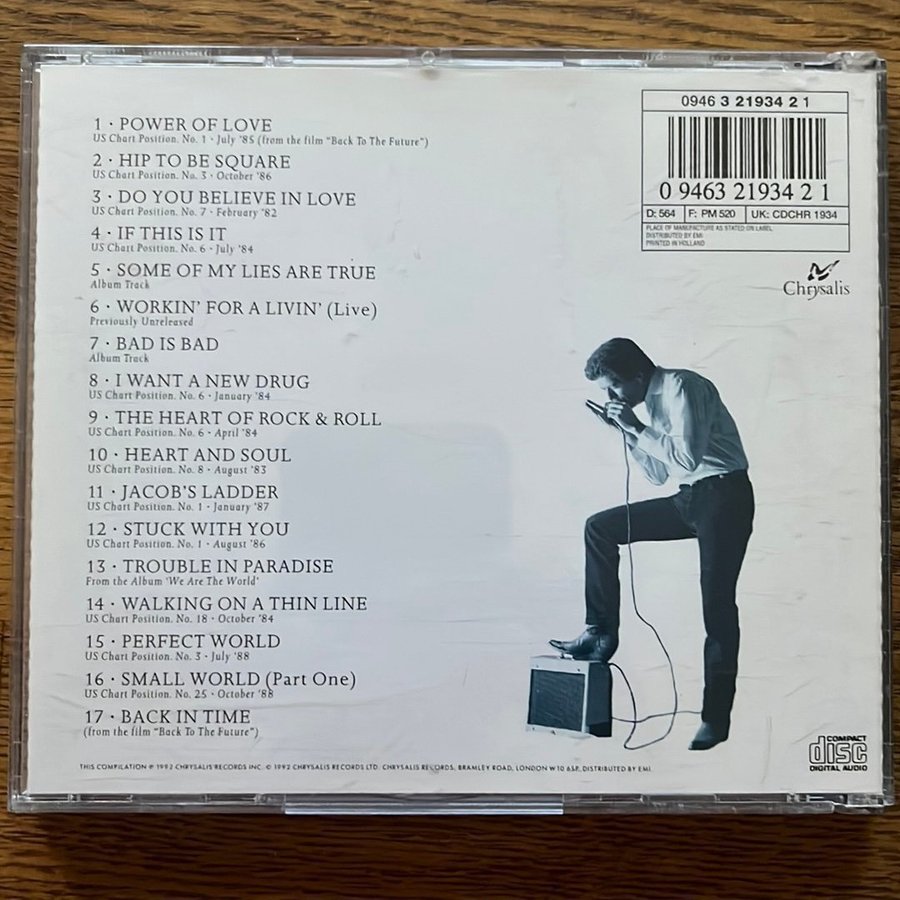 1 · POWER OF LOVE
US Chart Position. No. 1 · July '85 (from the film "Back To The Future")
2 · HIP TO BE SQUARE
US Chart Position. No. 3 · October '86
3 · DO YOU BELIEVE IN LOVE
US Chart Position. No. 7 · February '82
4 · IF THIS IS IT
US Chart Position. No. 6 · July '84
5 · SOME OF MY LIES ARE TRUE
Album Track
6 · WORKIN' FOR A LIVIN' (Live)
Previously Unreleased
7 · BAD IS BAD
Album Track
8 · I WANT A NEW DRUG
US Chart Position. No. 6 · January '84
9 · THE HEART OF ROCK & ROLL
US Chart Position. No. 6 · April '84
10 · HEART AND SOUL
US Chart Position. No. 8 · August '83
11 · JACOB'S LADDER
US Chart Position. No. 1 · January '87
12 · STUCK WITH YOU
US Chart Position. No. 1 · August '86
13 · TROUBLE IN PARADISE
From the Album 'We Are The World'
14 · WALKING ON A THIN LINE
US Chart Position. No. 18 · October '84
15 · PERFECT WORLD
US Chart Position. No. 3 · July '88
16 · SMALL WORLD (Part One)
US Chart Position. No. 25 · October '88
17 · BACK IN TIME
(from the film "Back To The Future")
0946 3 21934 2 1
0 09463 21934 2 1
D: 564 F: PM 520 UK: CDCHR 1934
PLACE OF MANUFACTURE AS STATED ON LABEL
DISTRIBUTED BY EMI
PRINTED IN HOLLAND
Chrysalis
COMPACT
disc
DIGITAL AUDIO
THIS COMPILATION ℗ 1992 CHRYSALIS RECORDS INC. © 1992 CHRYSALIS RECORDS LTD. CHRYSALIS RECORDS, BRAMLEY ROAD, LONDON W10 6SP. DISTRIBUTED BY EMI.